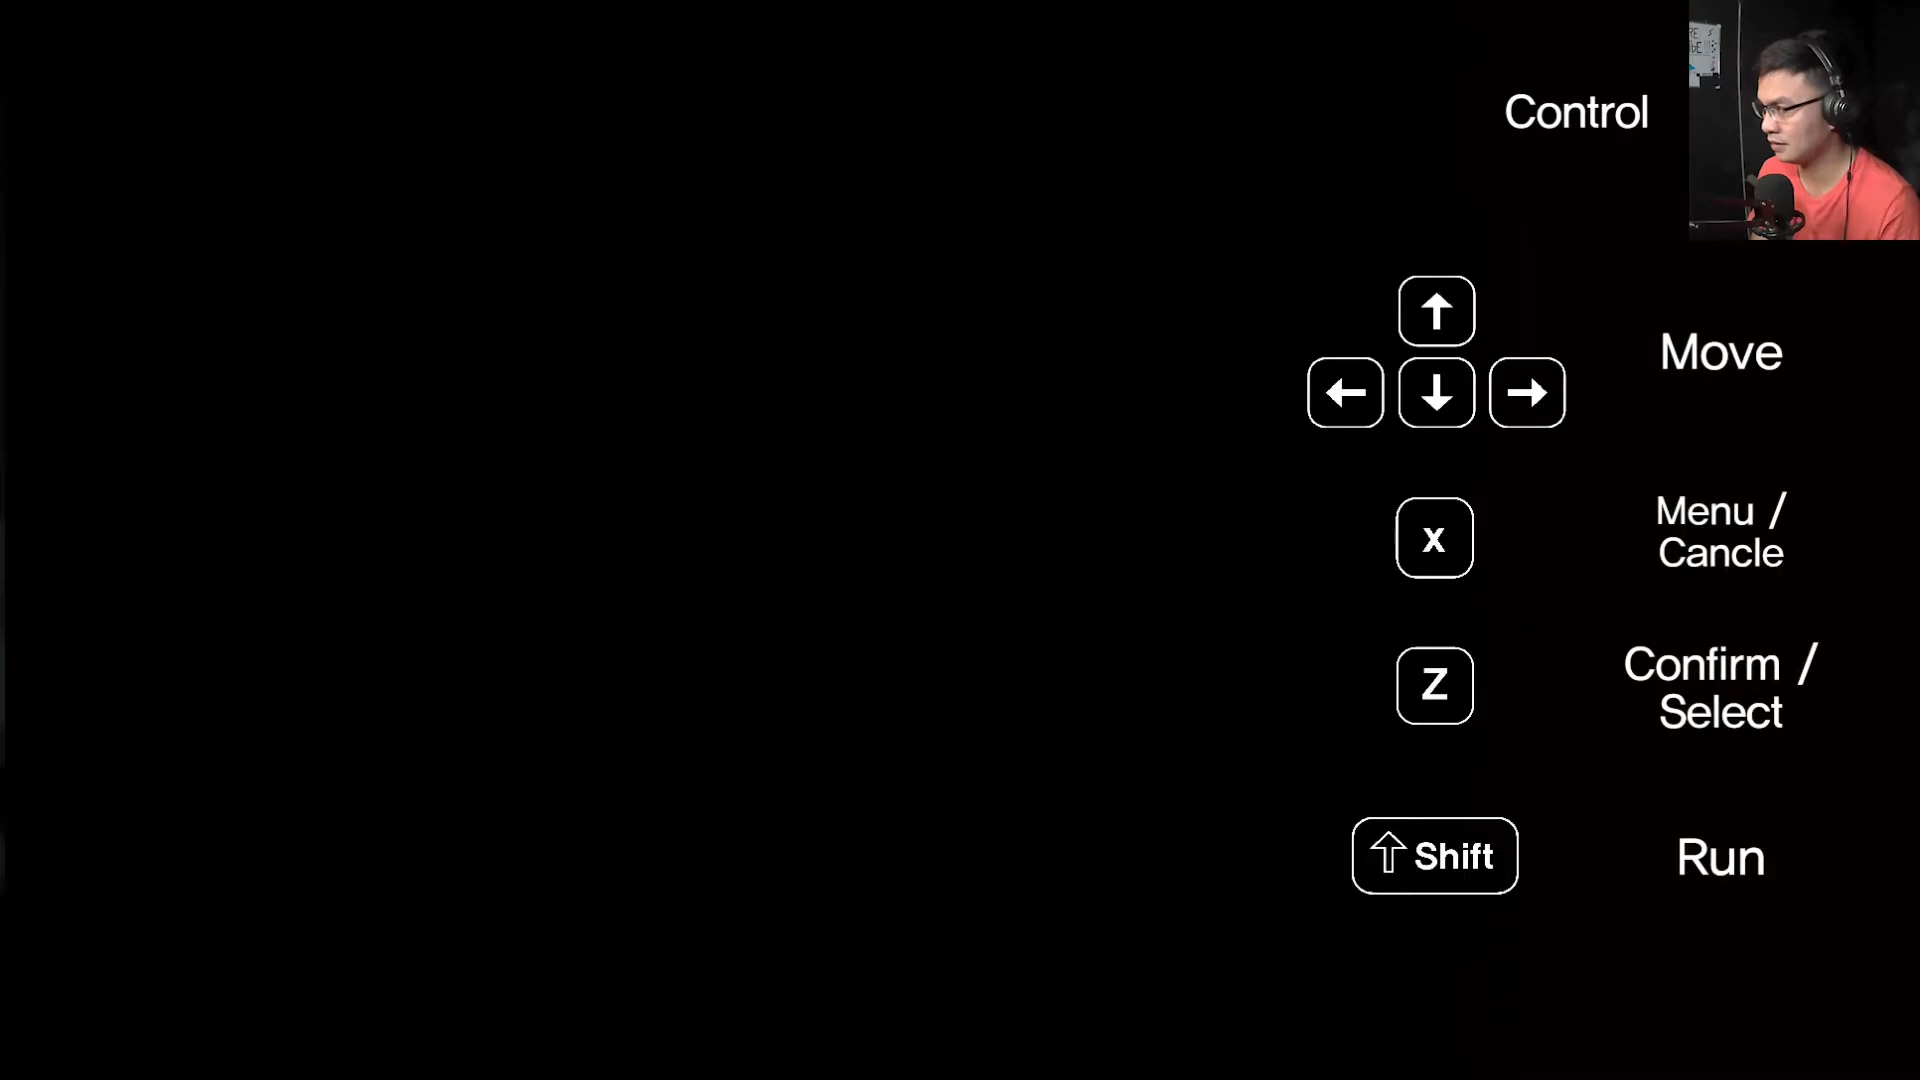 Control
Move
x
Menu /
Cancle
Z
Confirm /
Select
Shift
Run